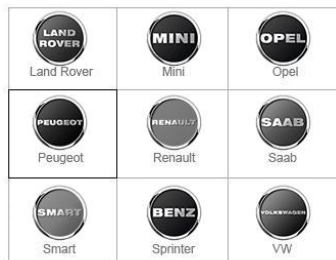 LAND
ROVER
MINI
OPEL
Land Rover
Mini
Opel
PEUGEOT
RENAULT
SAAB
Peugeot
Renault
Saab
SMART
BENZ
VOLKSWAGEN
Smart
Sprinter
VW